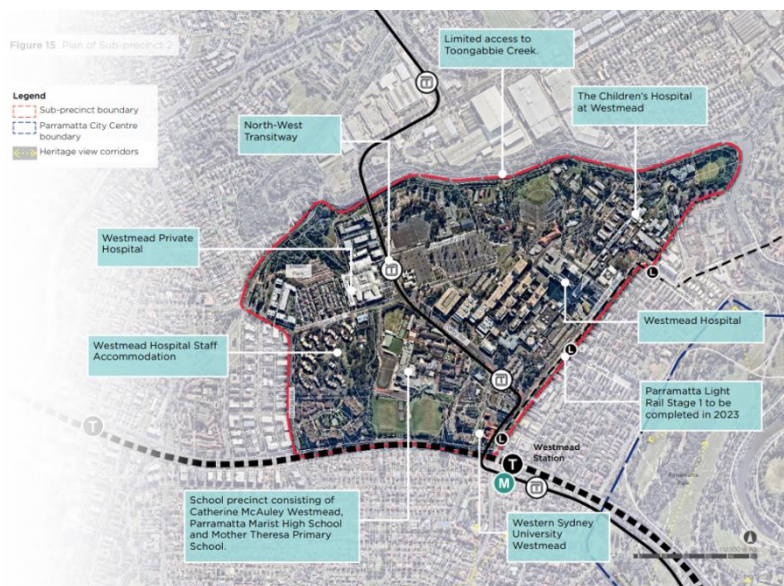 Figure 15 Plan of Sub-precinct 2
Legend
Sub-precinct boundary
Parramatta City Centre
boundary
Heritage view corridors
Limited access to
Toongabbie Creek.
The Children's Hospital
at Westmead
North-West
Transitway
Westmead Private
Hospital
Westmead Hospital Staff
Accommodation
Westmead Hospital
Parramatta Light
Rail Stage 1 to be
completed in 2023
L
L
L
T
Westmead
Station
T
M
School precinct consisting of
Catherine McAuley Westmead,
Parramatta Marist High School
and Mother Theresa Primary
School.
Western Sydney
University
Westmead
Parramatta
Park